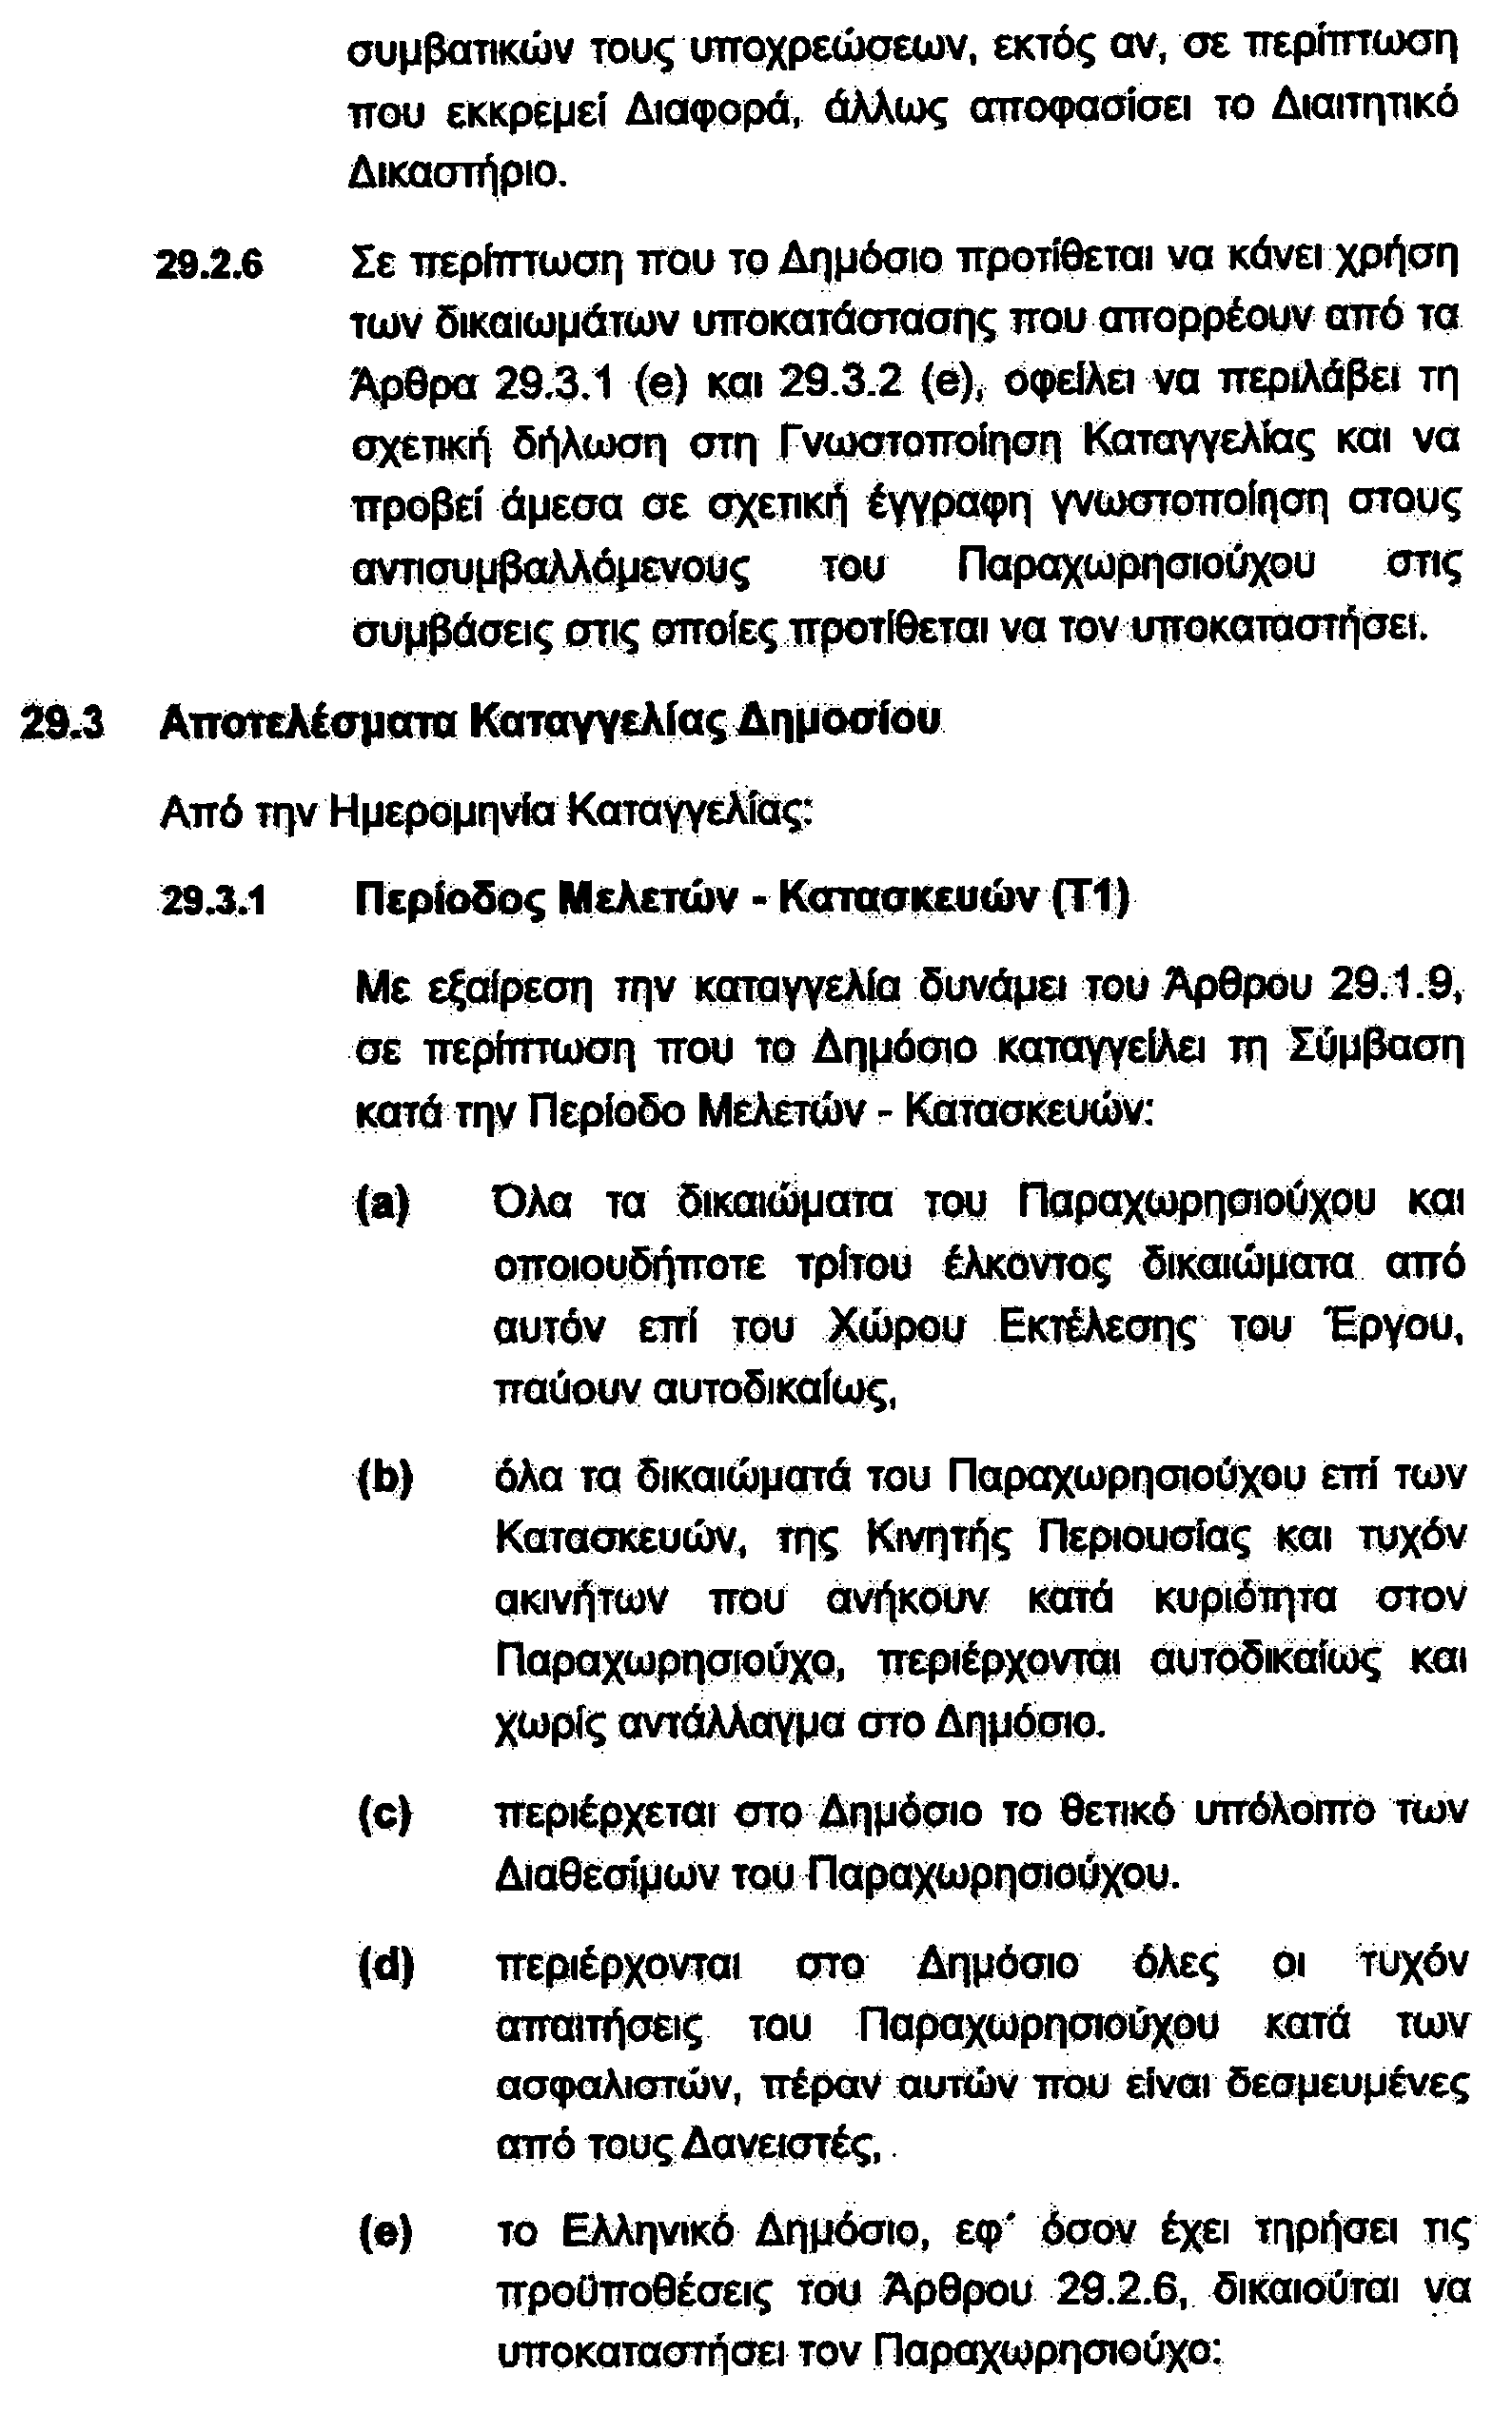 συμβατικών τους υποχρεώσεων, εκτός αν, σε περίπτωση
που εκκρεμεί Διαφορά, άλλως αποφασίσει το Διαιτητικό
Δικαστήριο.
29.2.6 Σε περίπτωση που το Δημόσιο προτίθεται να κάνει χρήση
των δικαιωμάτων υποκατάστασης που απορρέουν από τα
Άρθρα 29.3.1 (e) και 29.3.2 (e), οφείλει να περιλάβει τη
σχετική δήλωση στη Γνωστοποίηση Καταγγελίας και να
προβεί άμεσα σε σχετική έγγραφη γνωστοποίηση στους
αντισυμβαλλόμενους του Παραχωρησιούχου στις
συμβάσεις στις οποίες προτίθεται να τον υποκαταστήσει.
29.3 Αποτελέσματα Καταγγελίας Δημοσίου
Από την Ημερομηνία Καταγγελίας:
29.3.1 Περίοδος Μελετών - Κατασκευών (Τ1)
Με εξαίρεση την καταγγελία δυνάμει του Άρθρου 29.1.9,
σε περίπτωση που το Δημόσιο καταγγείλει τη Σύμβαση
κατά την Περίοδο Μελετών - Κατασκευών:
(a) Όλα τα δικαιώματα του Παραχωρησιούχου και
οποιουδήποτε τρίτου έλκοντος δικαιώματα από
αυτόν επί του Χώρου Εκτέλεσης του Έργου,
παύουν αυτοδικαίως,
(b) όλα τα δικαιώματά του Παραχωρησιούχου επί των
Κατασκευών, της Κινητής Περιουσίας και τυχόν
ακινήτων που ανήκουν κατά κυριότητα στον
Παραχωρησιούχο, περιέρχονται αυτοδικαίως και
χωρίς αντάλλαγμα στο Δημόσιο.
(c) περιέρχεται στο Δημόσιο το θετικό υπόλοιπο των
Διαθεσίμων του Παραχωρησιούχου.
(d) περιέρχονται στο Δημόσιο όλες οι τυχόν
απαιτήσεις του Παραχωρησιούχου κατά των
ασφαλιστών, πέραν αυτών που είναι δεσμευμένες
από τους Δανειστές,.
(e) το Ελληνικό Δημόσιο, εφ΄ όσον έχει τηρήσει τις
προϋποθέσεις του Άρθρου 29.2.6, δικαιούται να
υποκαταστήσει τον Παραχωρησιούχο: